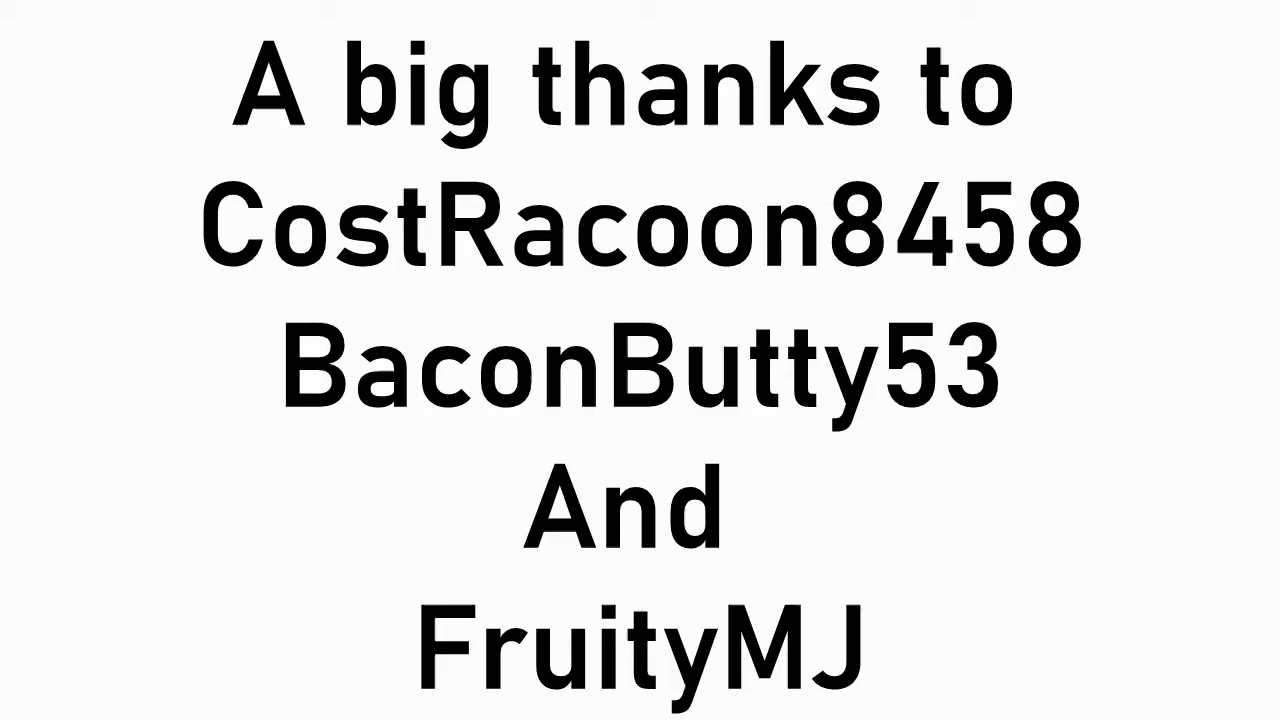 A big thanks to
CostRacoon8458
BaconButty53
And
FruityMJ